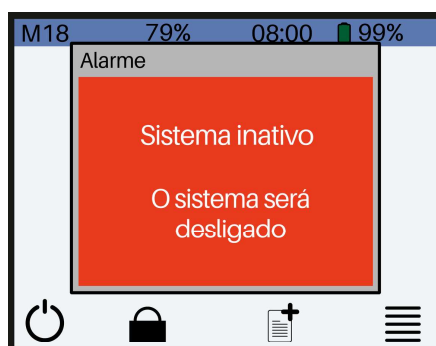 M18 79% 08:00 99%
Alarme
Sistema inativo
O sistema será
desligado